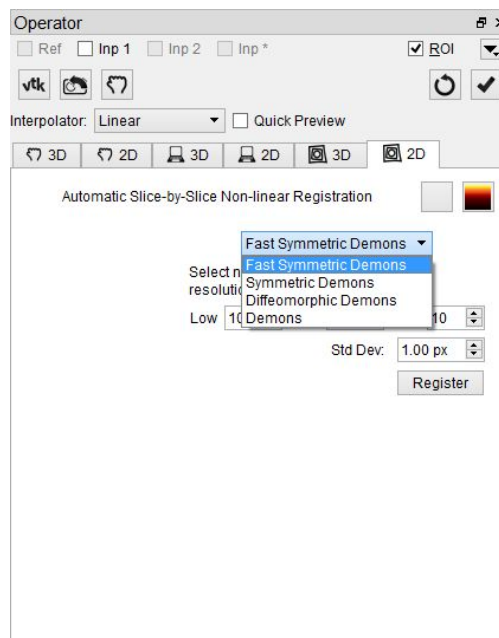 Operator
Ref Inp 1 Inp 2 Inp * ROI
vtk
Interpolator: Linear Quick Preview
3D 2D 3D 2D 3D 2D
Automatic Slice-by-Slice Non-linear Registration
Fast Symmetric Demons
Fast Symmetric Demons
Symmetric Demons
Diffeomorphic Demons
Demons
Select n
resolutio
Low 10 10
Std Dev: 1.00 px
Register